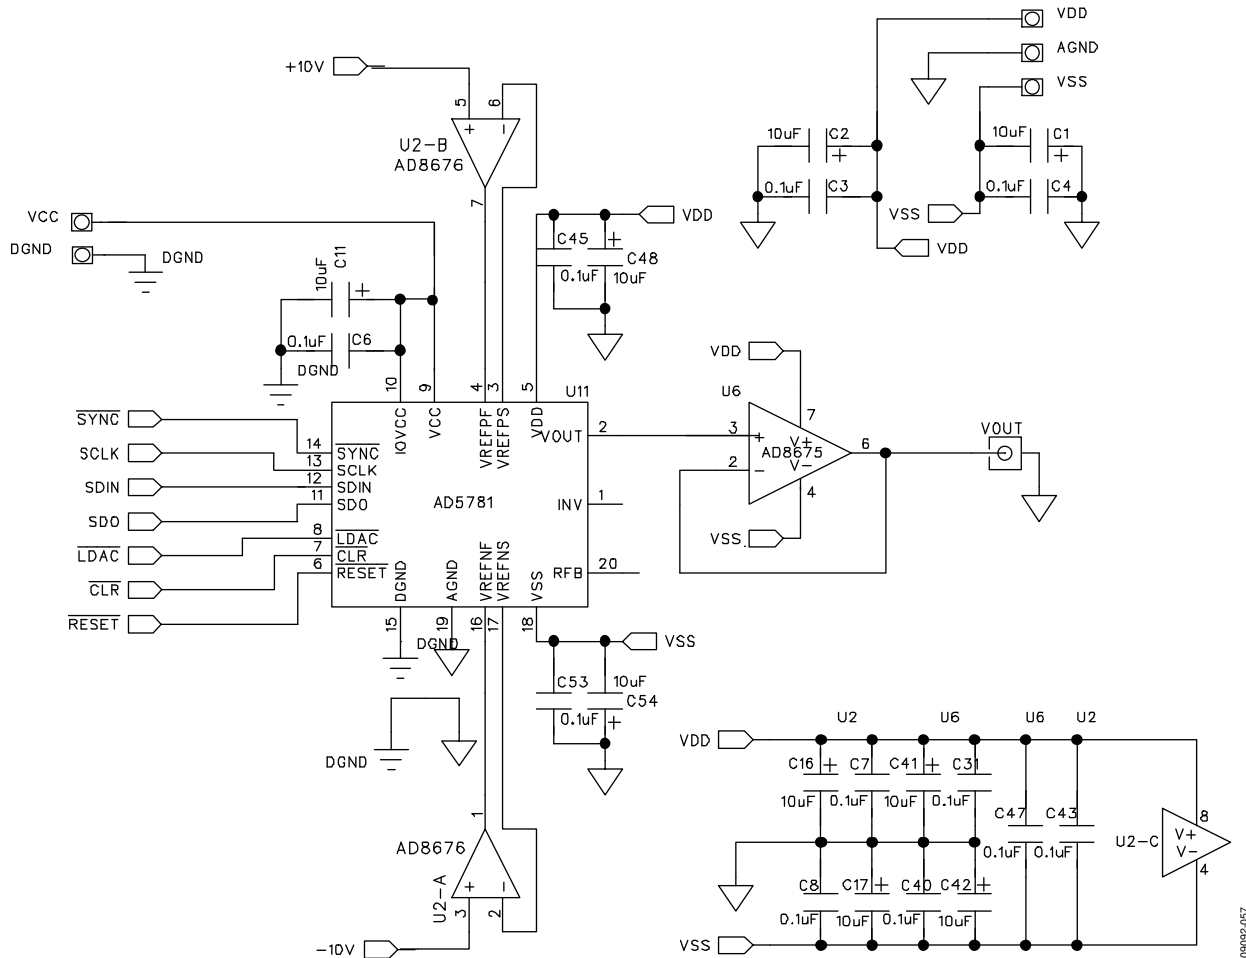 VDD
AGND
VSS
+10V
5
6
+
−
U2-B
AD8676
7
10uF
C2
+
0.1uF
C3
VDD
10uF
C1
+
0.1uF
C4
VSS
VCC
DGND
DGND
10uF
C11
+
0.1uF
C6
DGND
VDD
C45
0.1uF
+
C48
10uF
10
9
4
3
5
U11
IOVCC
VCC
VREFPF
VREFPS
VDD
SYNC
SCLK
SDIN
SDO
LDAC
CLR
RESET
14
13
12
11
8
7
6
SYNC
SCLK
SDIN
SDO
LDAC
CLR
RESET
AD5781
VOUT
2
INV
1
RFB
20
DGND
AGND
VREFNF
VREFNS
VSS
15
19
16
17
18
DGND
VDD
U6
7
3
+
V+
AD8675
V−
2
−
4
6
VSS
VOUT
VSS
C53
0.1uF
10uF
C54
+
DGND
1
AD8676
U2-A
+
−
3
2
−10V
U2
U6
U6
U2
VDD
C16
+
10uF
C7
0.1uF
C41
+
10uF
C31
0.1uF
C47
0.1uF
C43
0.1uF
8
U2-C
V+
V−
4
C8
0.1uF
C17
+
10uF
C40
0.1uF
C42
+
10uF
VSS
09092-057